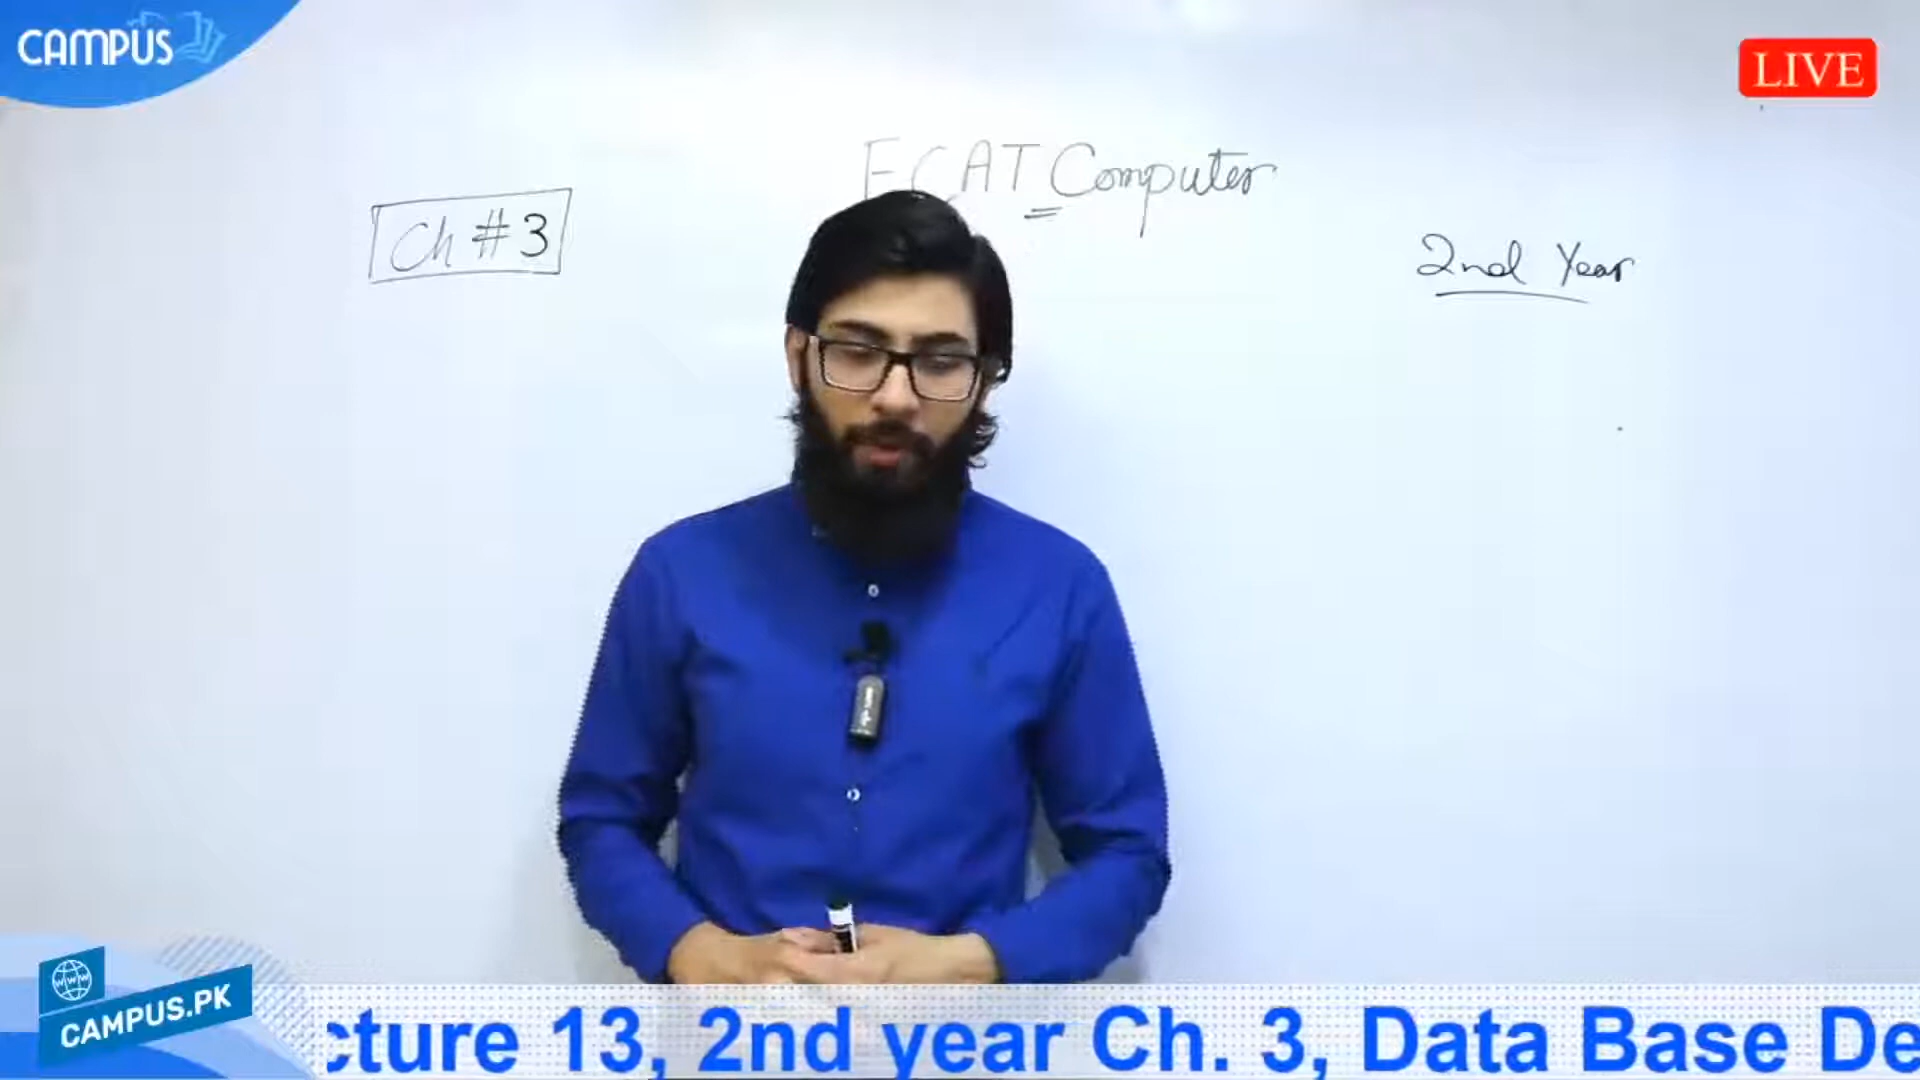 CAMPUS
LIVE
ECAT Computer
Ch #3
2nd Year
www
CAMPUS.PK
cture 13, 2nd year Ch. 3, Data Base De